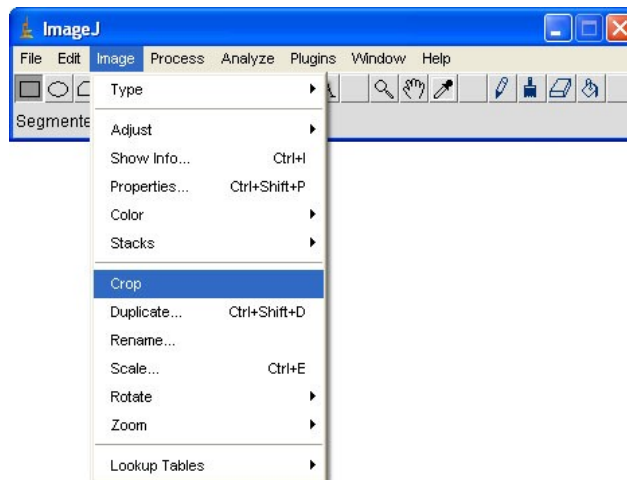 ImageJ
File Edit Image Process Analyze Plugins Window Help
Type
Adjust
Show Info... Ctrl+I
Properties... Ctrl+Shift+P
Color
Stacks
Crop
Duplicate... Ctrl+Shift+D
Rename...
Scale... Ctrl+E
Rotate
Zoom
Lookup Tables